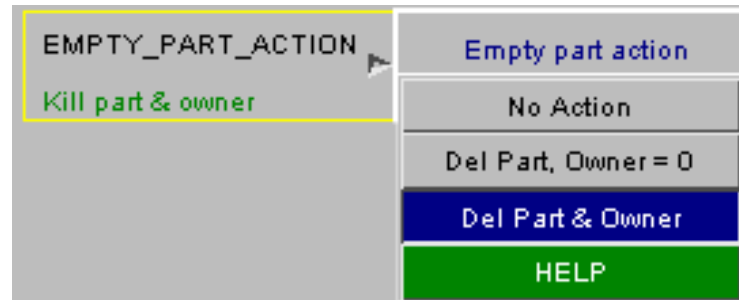 EMPTY_PART_ACTION
Kill part & owner
Empty part action
No Action
Del Part, Owner = 0
Del Part & Owner
HELP